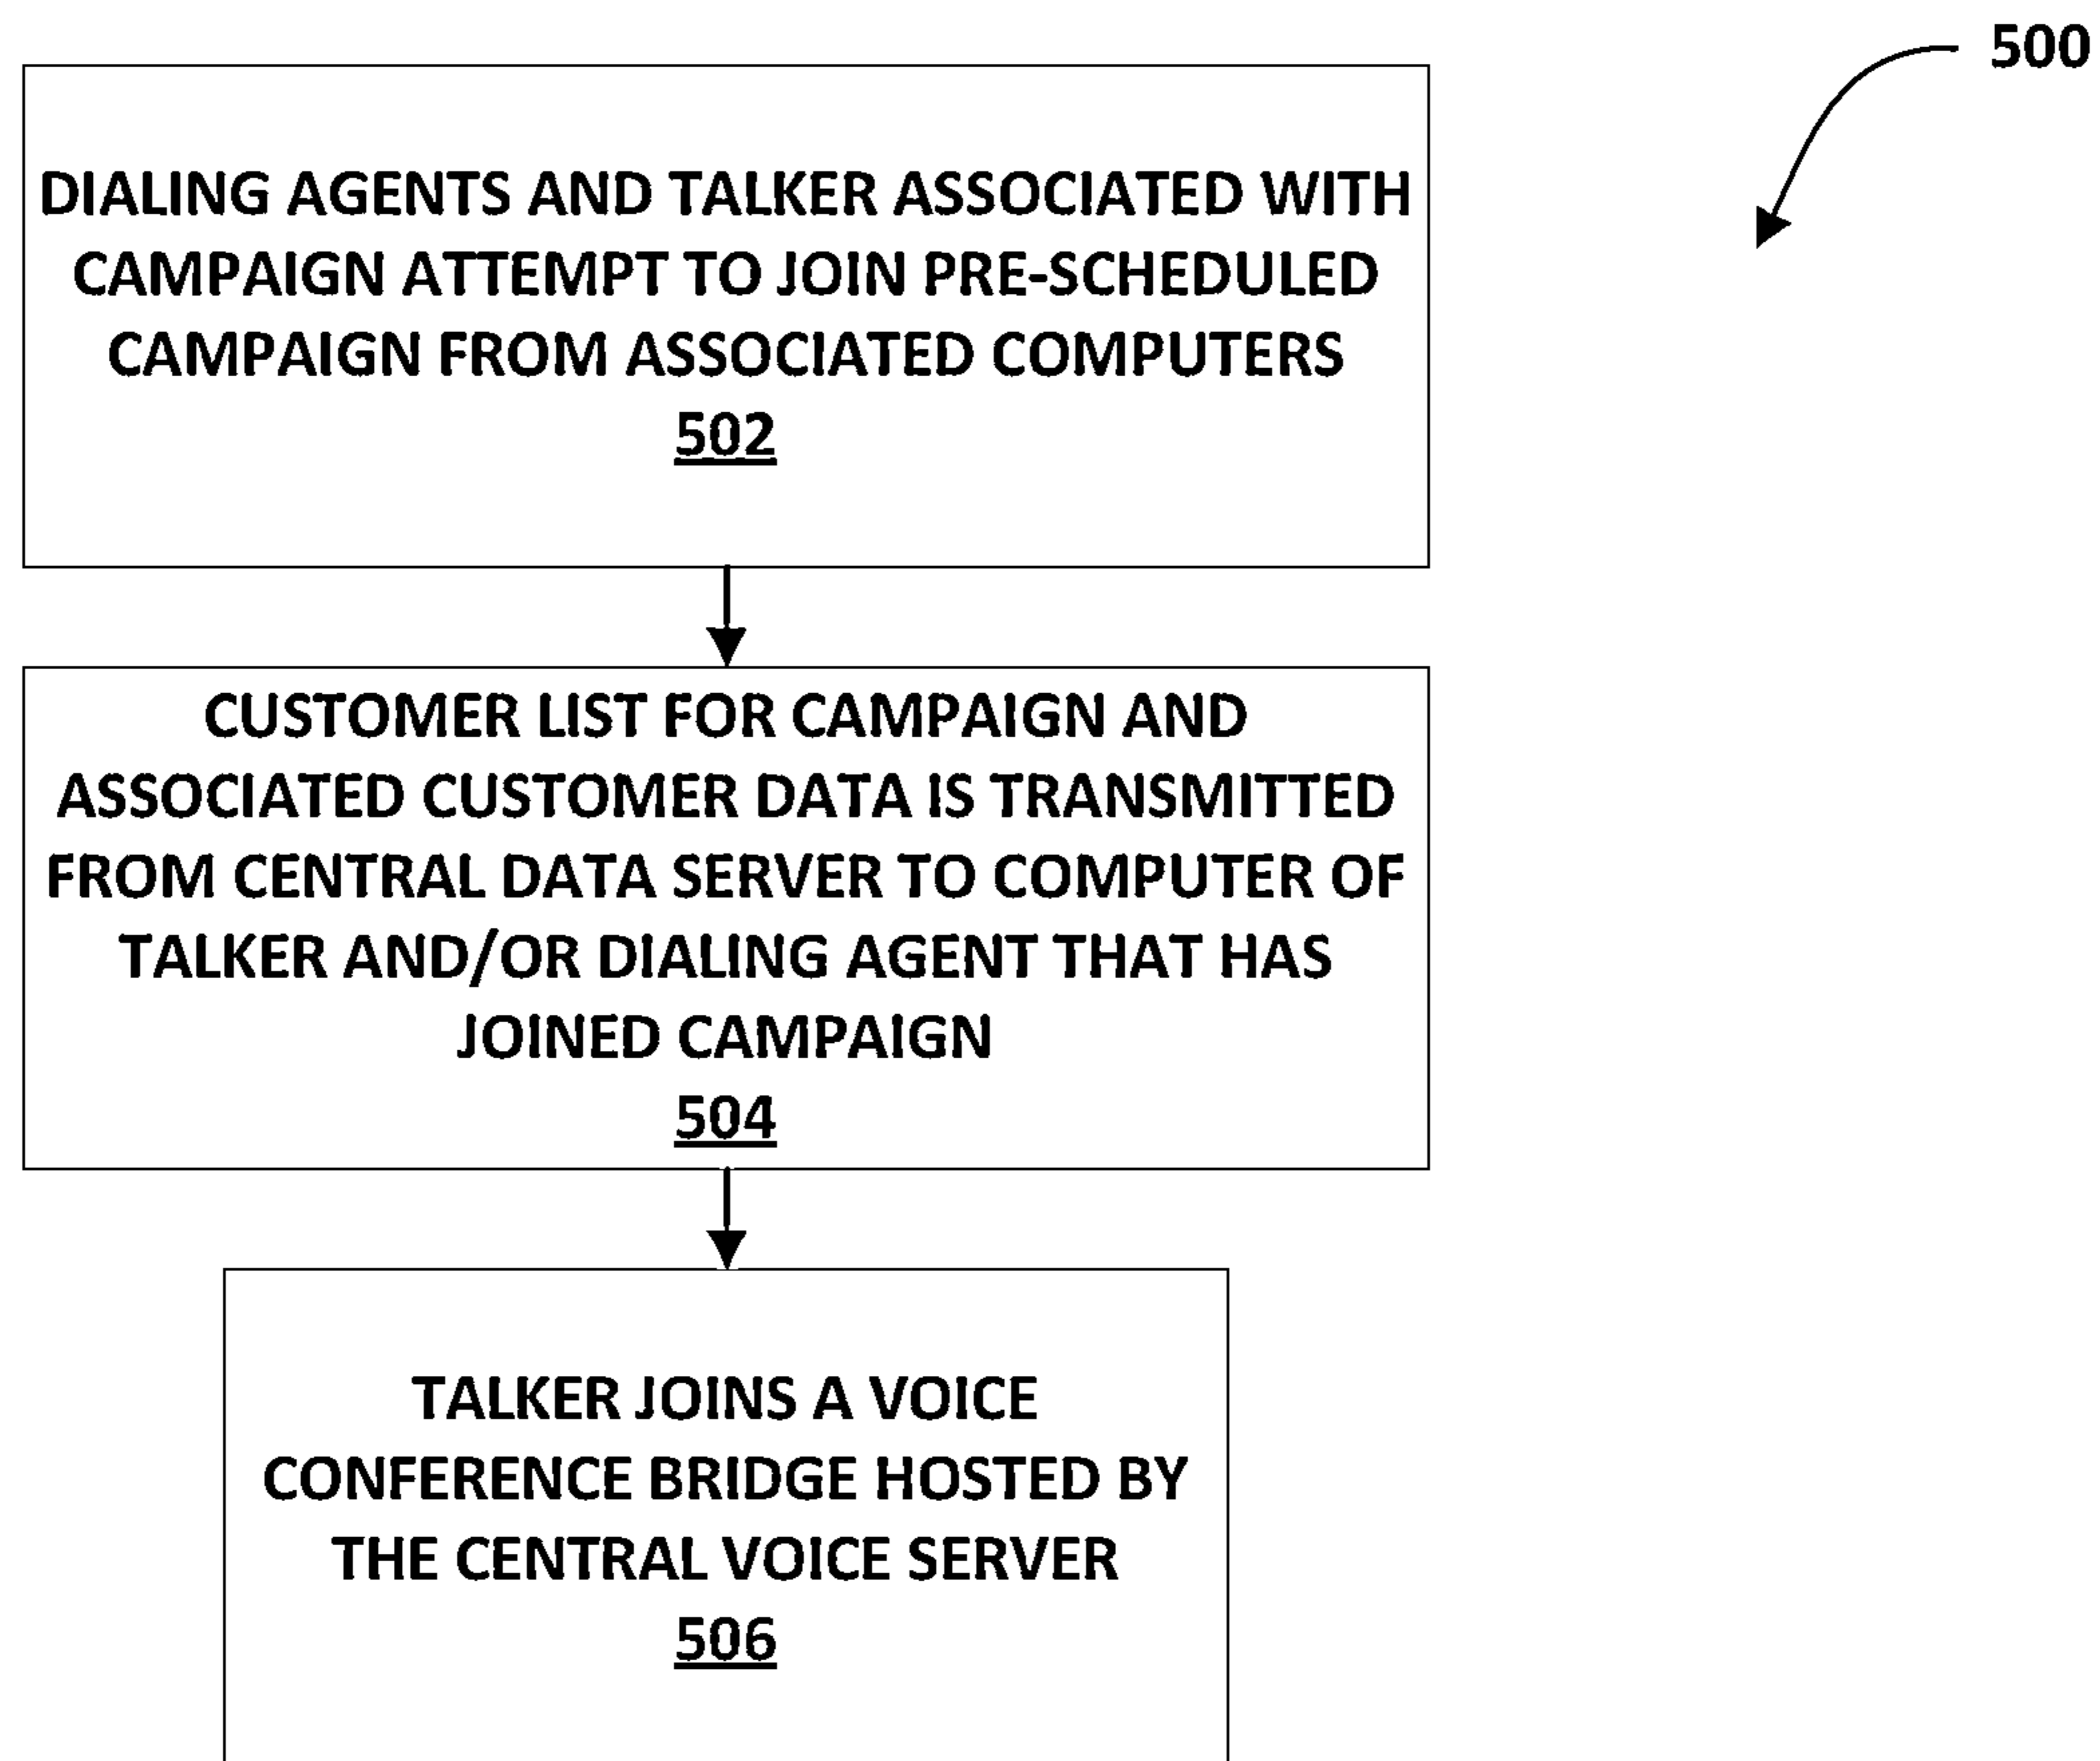 500
DIALING AGENTS AND TALKER ASSOCIATED WITH
CAMPAIGN ATTEMPT TO JOIN PRE-SCHEDULED
CAMPAIGN FROM ASSOCIATED COMPUTERS
502
CUSTOMER LIST FOR CAMPAIGN AND
ASSOCIATED CUSTOMER DATA IS TRANSMITTED
FROM CENTRAL DATA SERVER TO COMPUTER OF
TALKER AND/OR DIALING AGENT THAT HAS
JOINED CAMPAIGN
504
TALKER JOINS A VOICE
CONFERENCE BRIDGE HOSTED BY
THE CENTRAL VOICE SERVER
506